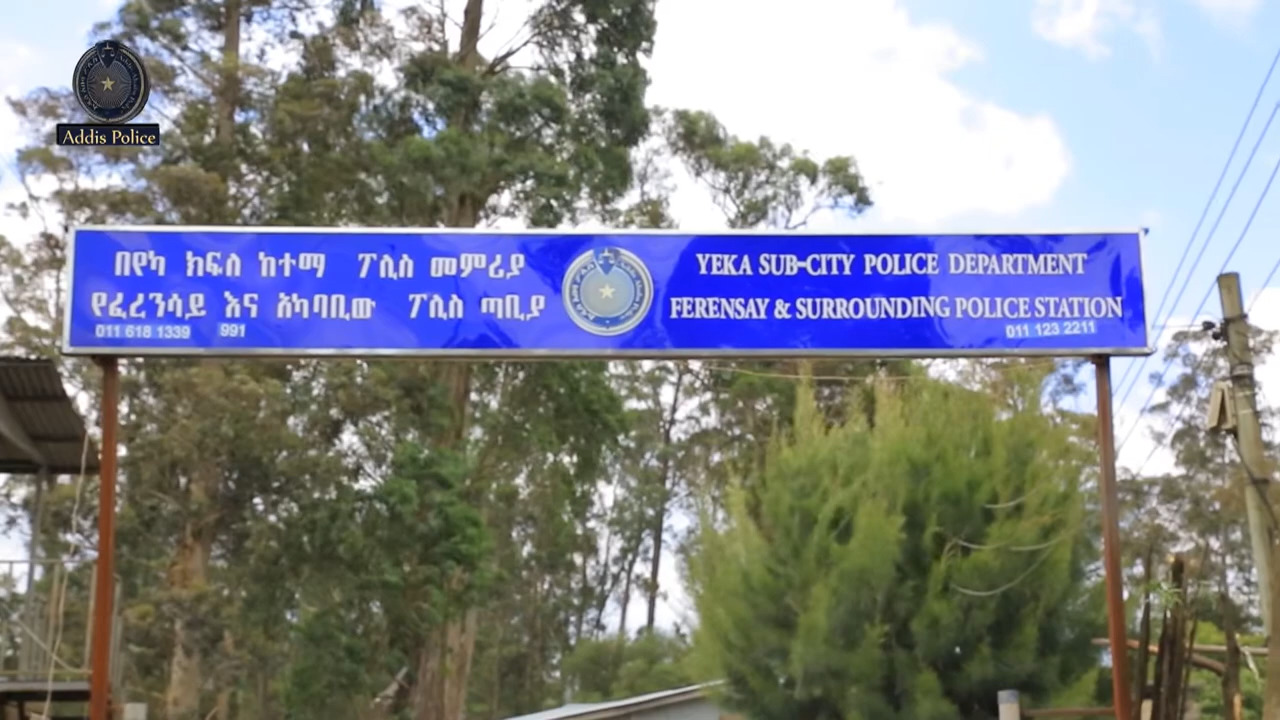 Addis Police
በየካ ክፍለ ከተማ ፖሊስ መምሪያ
የፈረንሳይ እና አካባቢው ፖሊስ ጣቢያ
011 618 1339 991
YEKA SUB-CITY POLICE DEPARTMENT
FERENSAY & SURROUNDING POLICE STATION
011 123 2211